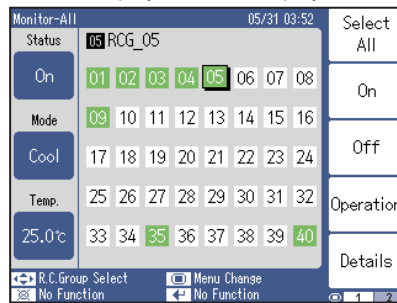 Monitor-All 05/31 03:52
Status
On
Mode
Cool
Temp.
25.0℃
05 RCG_05
01 02 03 04 05 06 07 08
09 10 11 12 13 14 15 16
17 18 19 20 21 22 23 24
25 26 27 28 29 30 31 32
33 34 35 36 37 38 39 40
Select All
On
Off
Operation
Details
R.C.Group Select Menu Change
No Function No Function
1 2